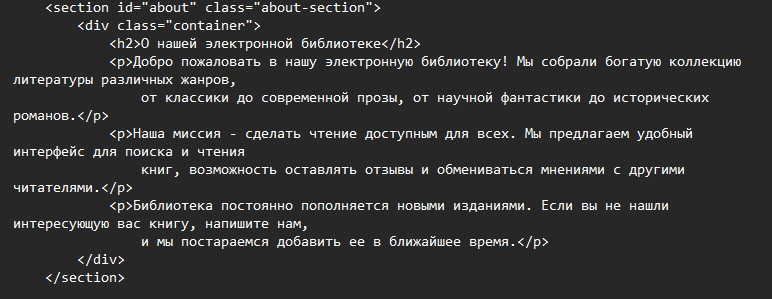 <section id="about" class="about-section">
<div class="container">
<h2>О нашей электронной библиотеке</h2>
<p>Добро пожаловать в нашу электронную библиотеку! Мы собрали богатую коллекцию
литературы различных жанров,
от классики до современной прозы, от научной фантастики до исторических
романов.</p>
<p>Наша миссия - сделать чтение доступным для всех. Мы предлагаем удобный
интерфейс для поиска и чтения
книг, возможность оставлять отзывы и обмениваться мнениями с другими
читателями.</p>
<p>Библиотека постоянно пополняется новыми изданиями. Если вы не нашли
интересующую вас книгу, напишите нам,
и мы постараемся добавить ее в ближайшее время.</p>
</div>
</section>